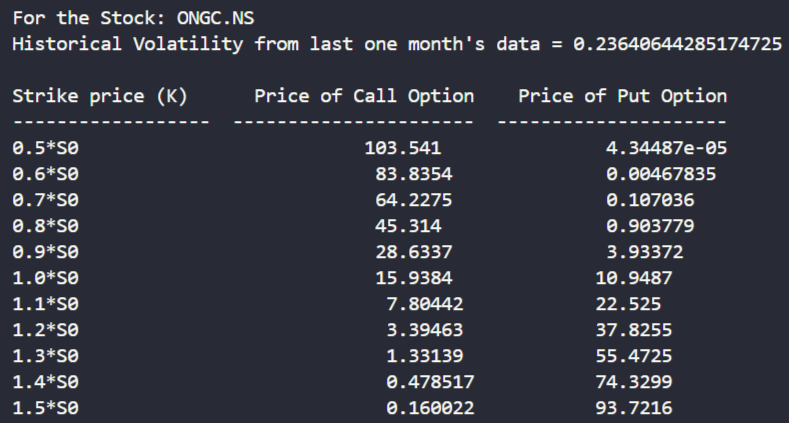 For the Stock: ONGC.NS
Historical Volatility from last one month's data = 0.23640644285174725
Strike price (K) Price of Call Option Price of Put Option
------------------ ---------------------- ---------------------
0.5*S0 103.541 4.34487e-05
0.6*S0 83.8354 0.00467835
0.7*S0 64.2275 0.107036
0.8*S0 45.314 0.903779
0.9*S0 28.6337 3.93372
1.0*S0 15.9384 10.9487
1.1*S0 7.80442 22.525
1.2*S0 3.39463 37.8255
1.3*S0 1.33139 55.4725
1.4*S0 0.478517 74.3299
1.5*S0 0.160022 93.7216